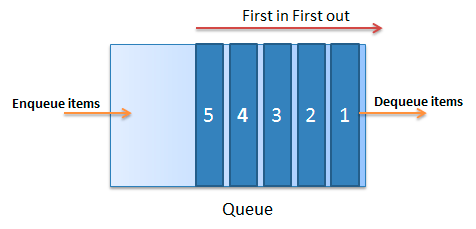 First in First out
Enqueue items
5 4 3 2 1
Dequeue items
Queue